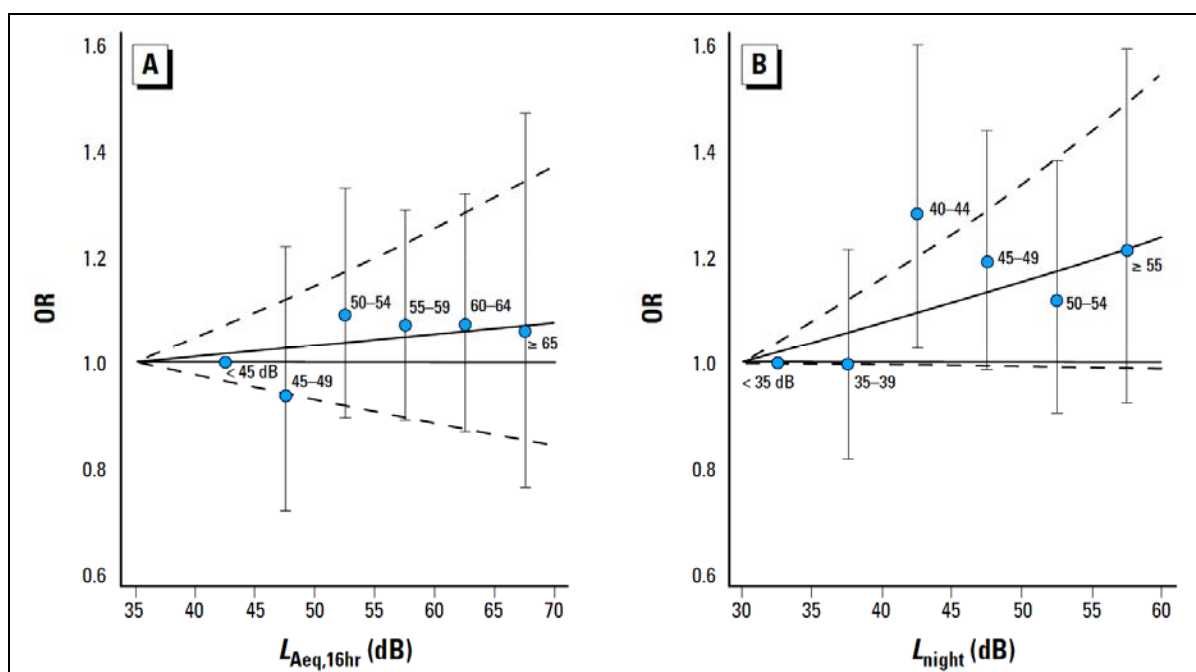 A
1.6
1.4
1.2
1.0
0.8
0.6
OR
< 45 dB
45–49
50–54
55–59
60–64
≥ 65
35 40 45 50 55 60 65 70
LAeq,16hr (dB)
B
1.6
1.4
1.2
1.0
0.8
0.6
OR
< 35 dB
35–39
40–44
45–49
50–54
≥ 55
30 35 40 45 50 55 60
Lnight (dB)